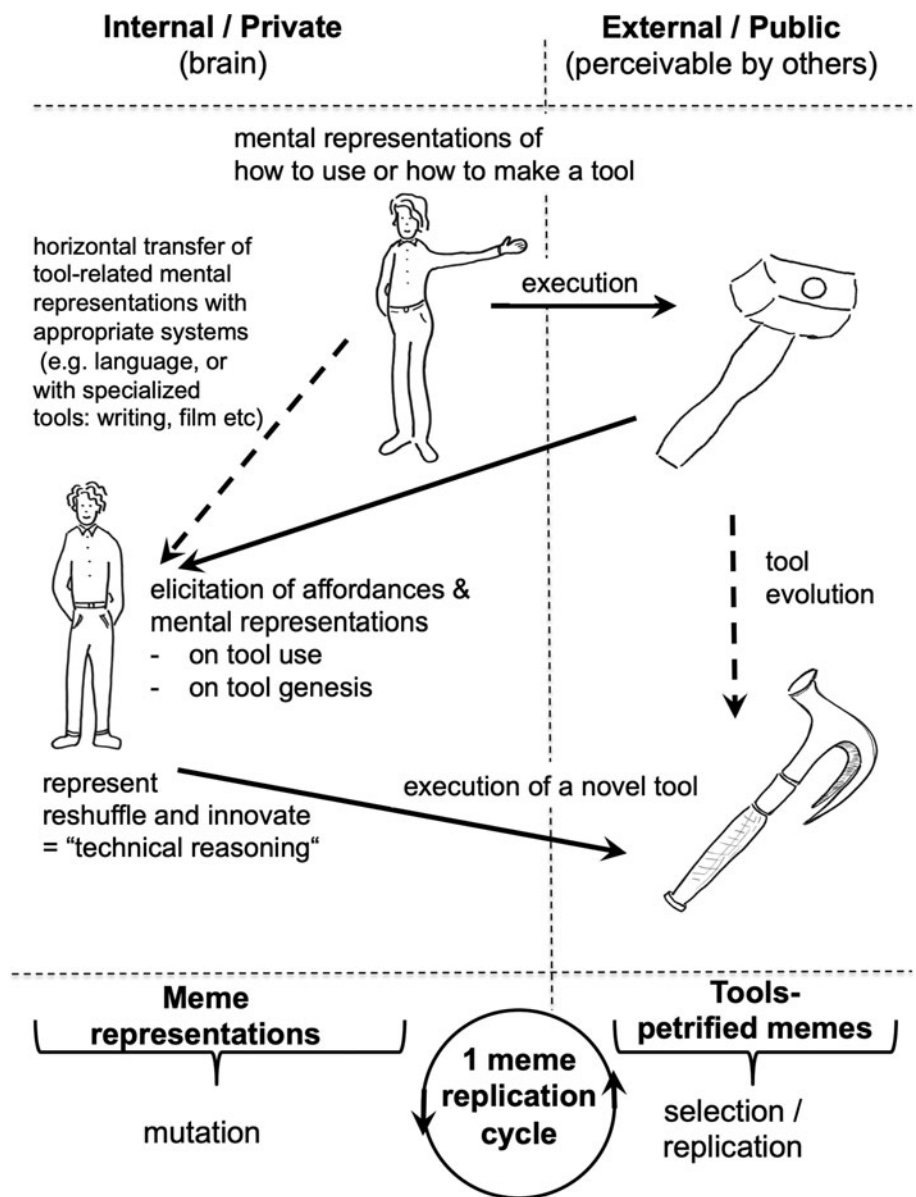 Internal / Private
(brain)
External / Public
(perceivable by others)
mental representations of
how to use or how to make a tool
horizontal transfer of
tool-related mental
representations with
appropriate systems
(e.g. language, or
with specialized
tools: writing, film etc)
execution
elicitation of affordances &
mental representations
- on tool use
- on tool genesis
tool
evolution
represent
reshuffle and innovate
= “technical reasoning“
execution of a novel tool
Meme
representations
mutation
1 meme
replication
cycle
Tools-
petrified memes
selection /
replication